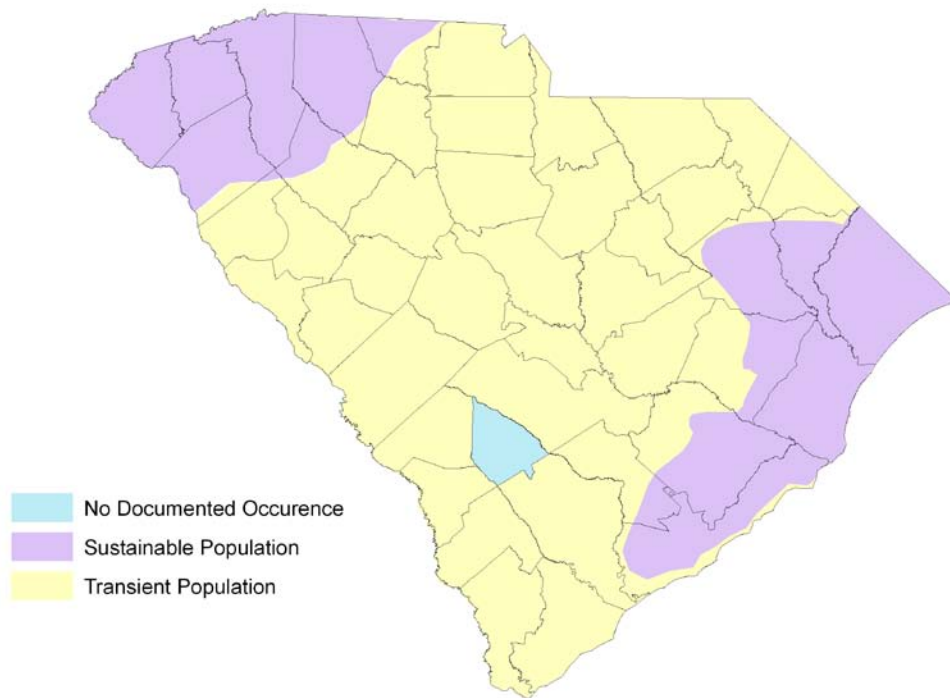 No Documented Occurence
Sustainable Population
Transient Population